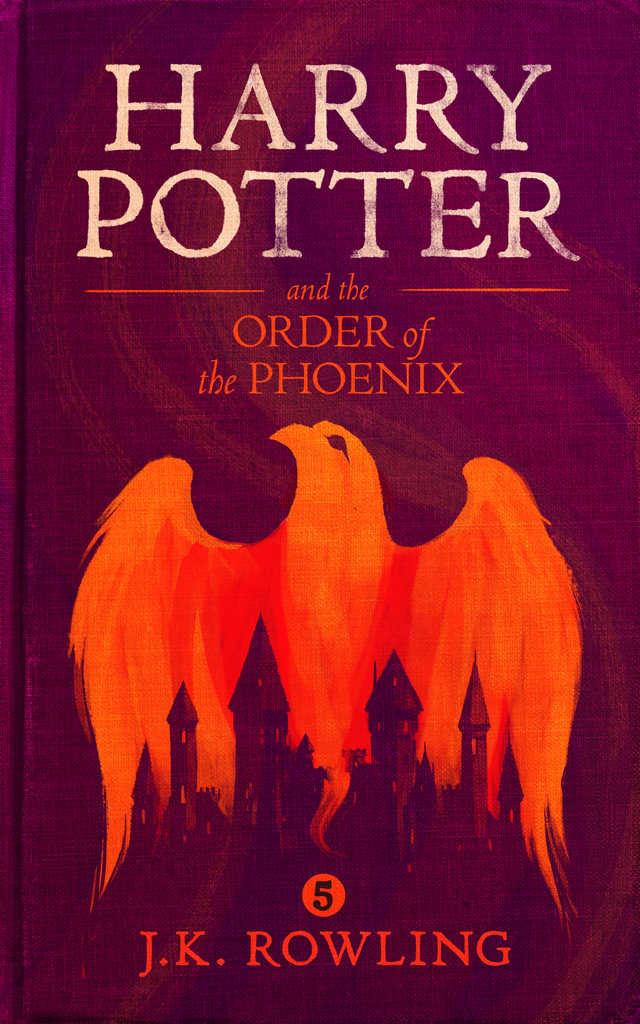 HARRY
POTTER
and the
ORDER of
the PHOENIX
5
J.K. ROWLING